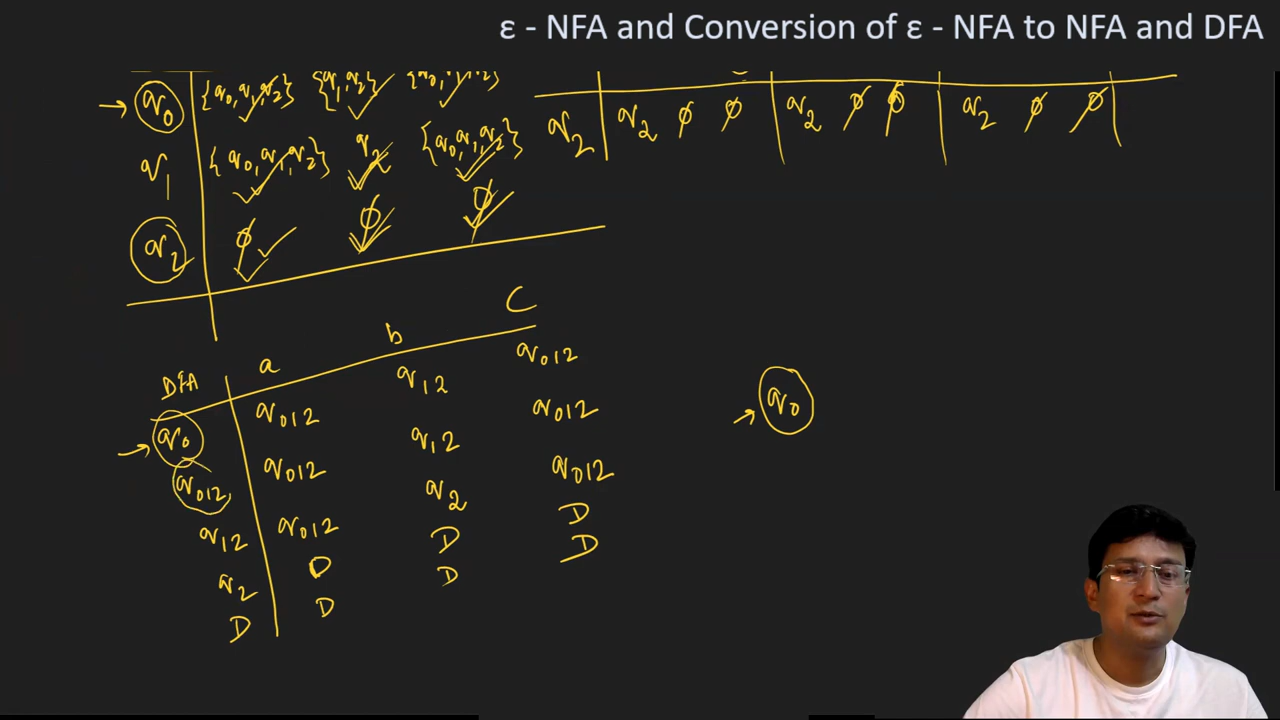 ε - NFA and Conversion of ε - NFA to NFA and DFA
→ q0 {q0,q1,q2} {q1,q2} {q0,q1,q2}
q1 {q0,q1,q2} q2 {q0,q1,q2}
q2 ϕ ϕ ϕ
q2 q2 ϕ ϕ q2 ϕ ϕ q2 ϕ ϕ
DFA a b C
→ q0 q012 q12 q012
q012 q012 q12 q012
q12 q012 q2 q012
q2 D D D
D D D D
→ q0